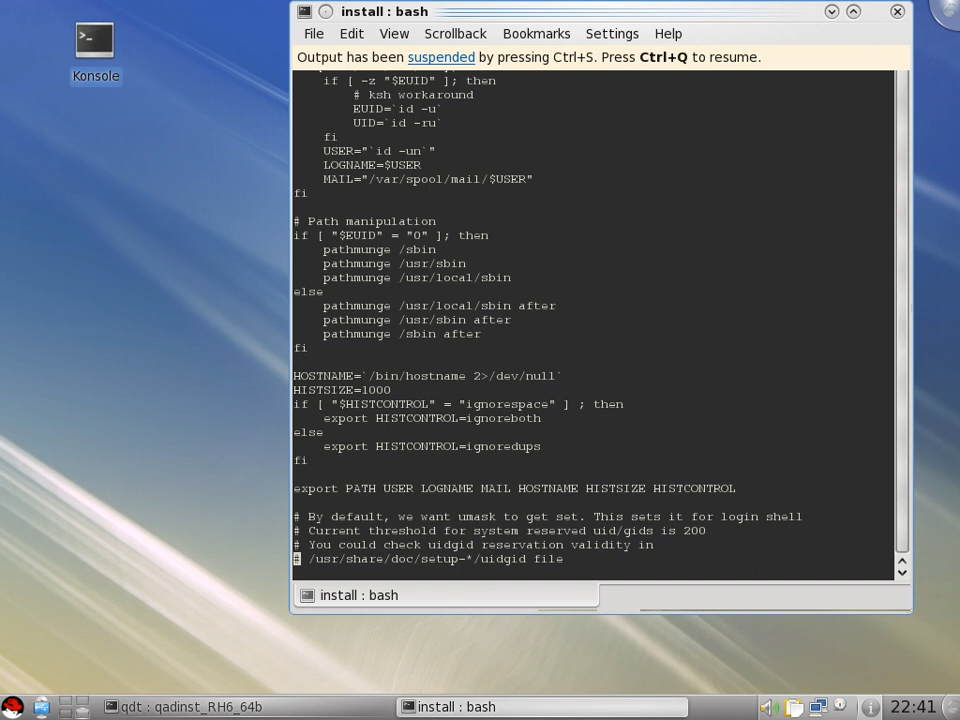 install : bash
Konsole
File Edit View Scrollback Bookmarks Settings Help
Output has been suspended by pressing Ctrl+S. Press Ctrl+Q to resume.
if [ -z "$EUID" ]; then
# ksh workaround
EUID=`id -u`
UID=`id -ru`
fi
USER="`id -un`"
LOGNAME=$USER
MAIL="/var/spool/mail/$USER"
fi
# Path manipulation
if [ "$EUID" = "0" ]; then
pathmunge /sbin
pathmunge /usr/sbin
pathmunge /usr/local/sbin
else
pathmunge /usr/local/sbin after
pathmunge /usr/sbin after
pathmunge /sbin after
fi
HOSTNAME=`/bin/hostname 2>/dev/null`
HISTSIZE=1000
if [ "$HISTCONTROL" = "ignorespace" ] ; then
export HISTCONTROL=ignoreboth
else
export HISTCONTROL=ignoredups
fi
export PATH USER LOGNAME MAIL HOSTNAME HISTSIZE HISTCONTROL
# By default, we want umask to get set. This sets it for login shell
# Current threshold for system reserved uid/gids is 200
# You could check uidgid reservation validity in
# /usr/share/doc/setup-*/uidgid file
install : bash
qdt : qadinst_RH6_64b
install : bash
22:41